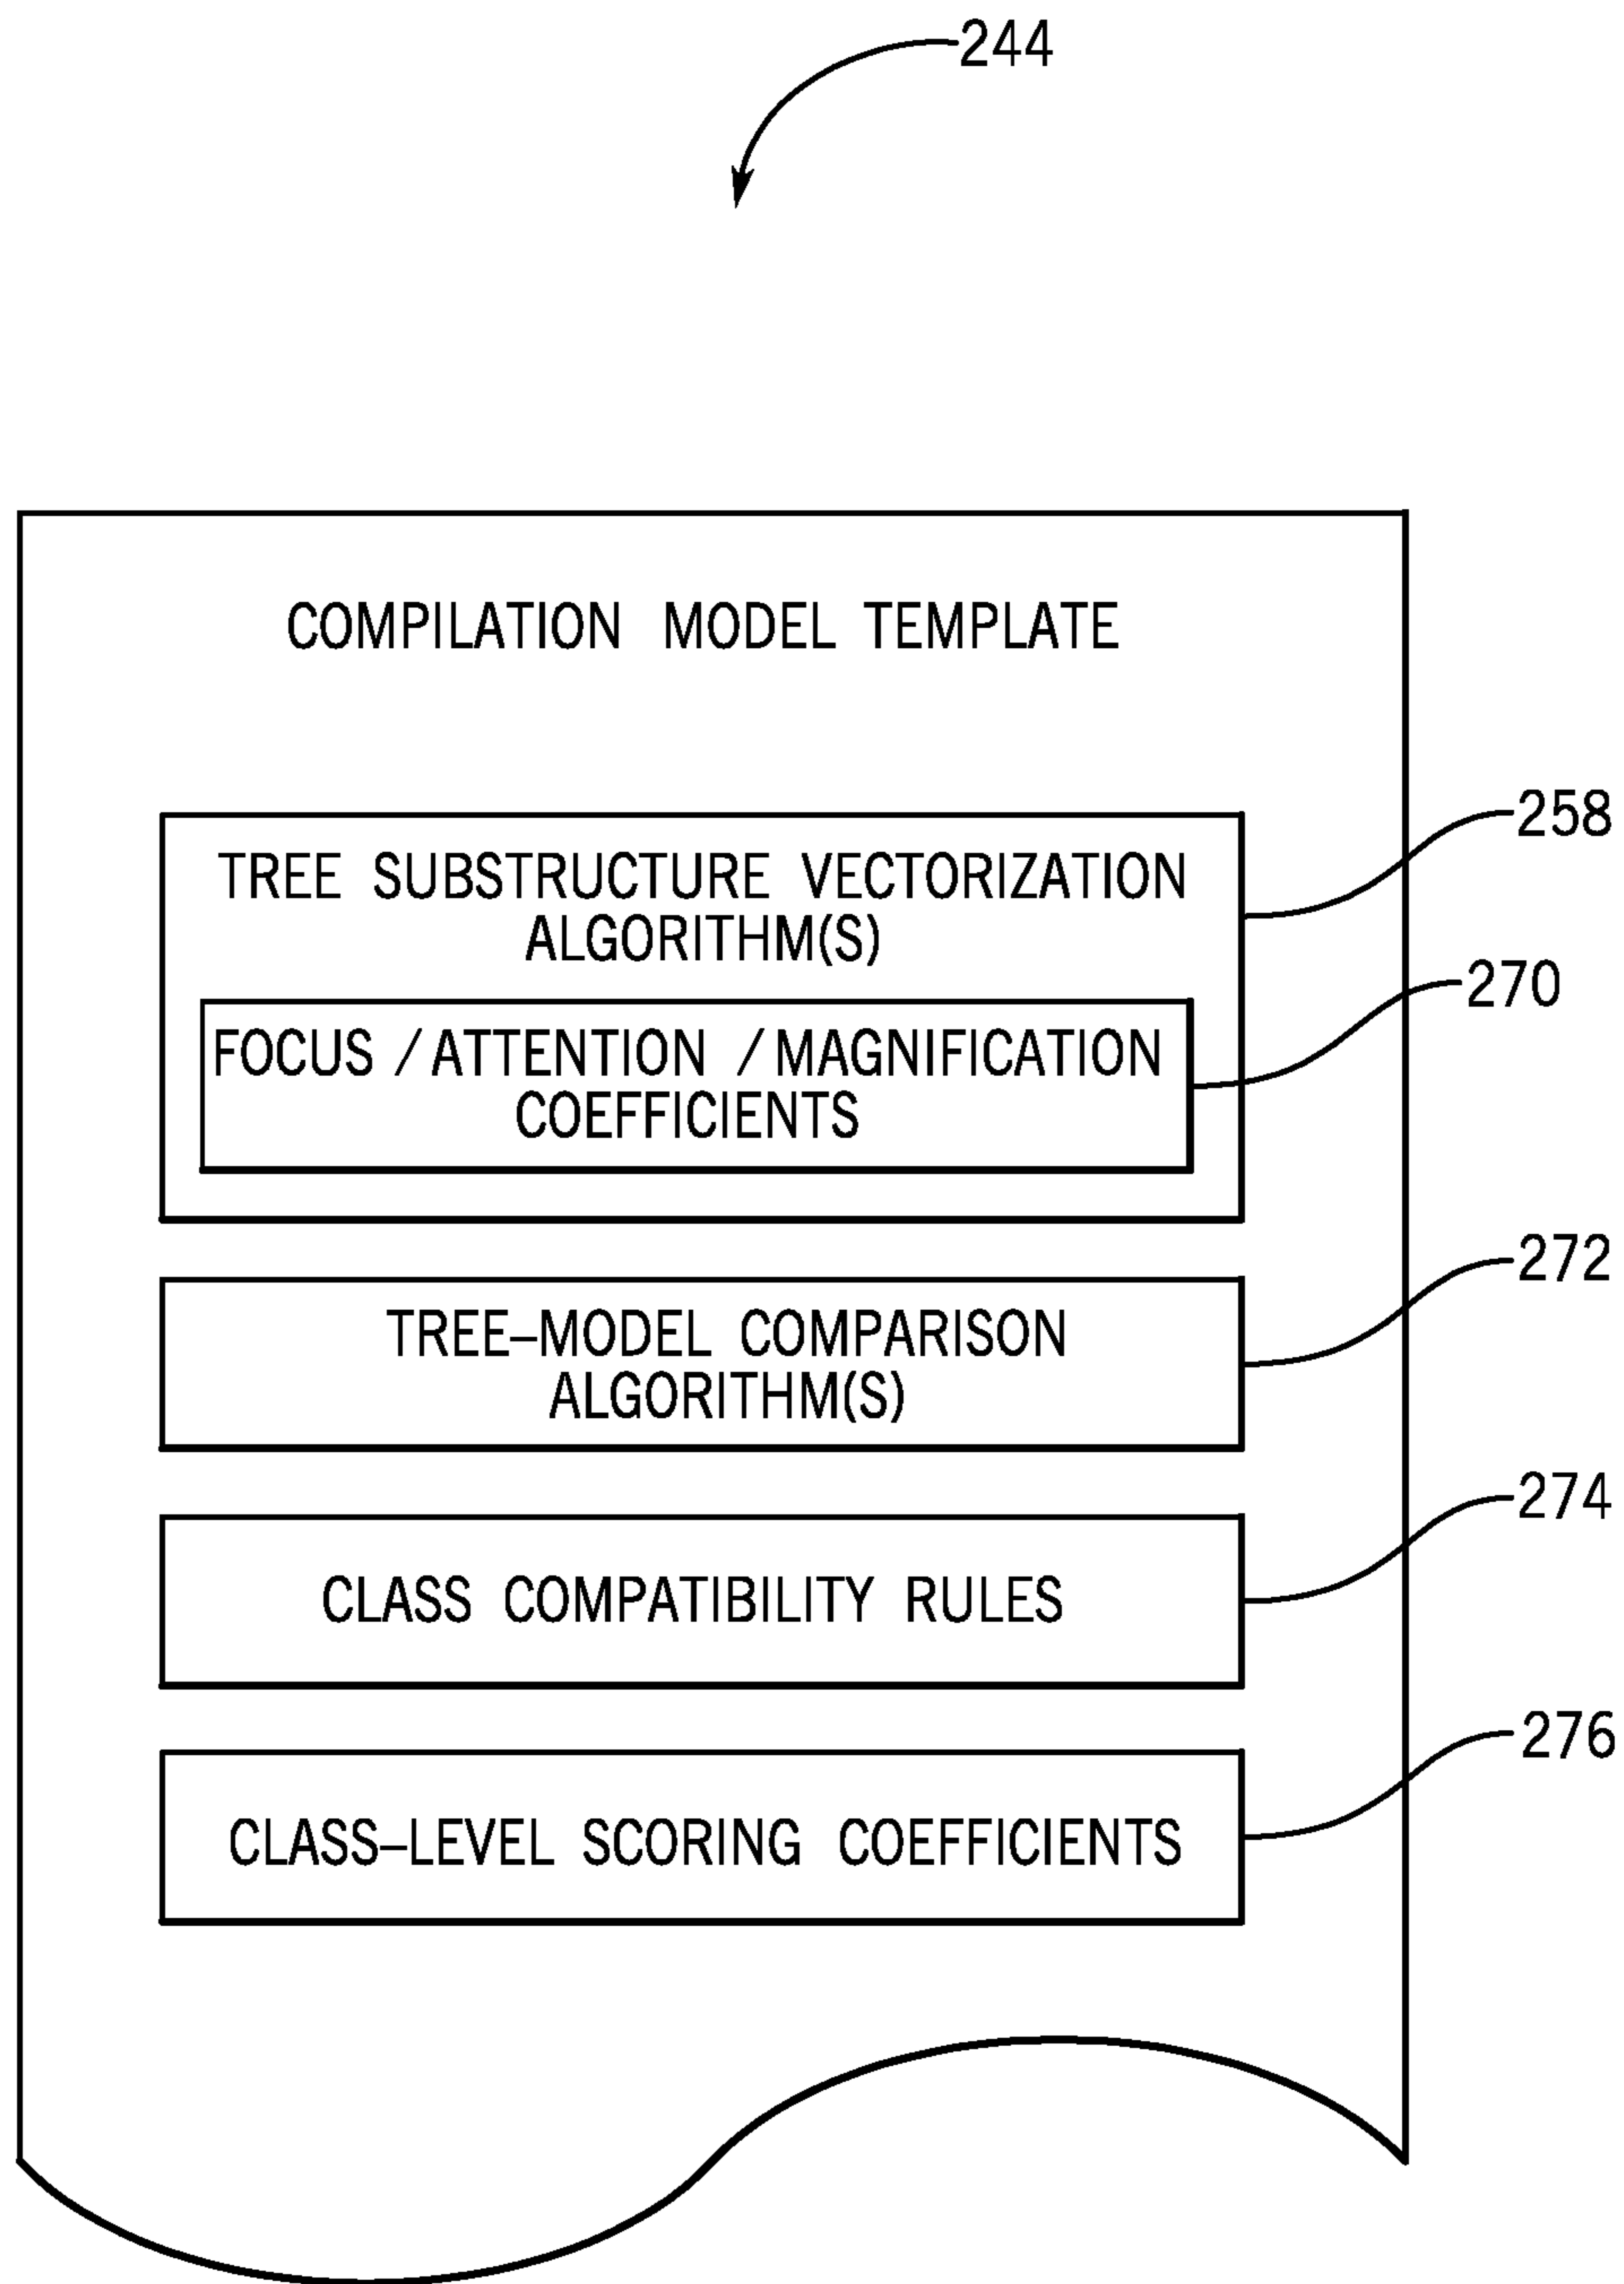 244
COMPILATION MODEL TEMPLATE
258
TREE SUBSTRUCTURE VECTORIZATION
ALGORITHM(S)
270
FOCUS /ATTENTION /MAGNIFICATION
COEFFICIENTS
272
TREE–MODEL COMPARISON
ALGORITHM(S)
274
CLASS COMPATIBILITY RULES
276
CLASS–LEVEL SCORING COEFFICIENTS